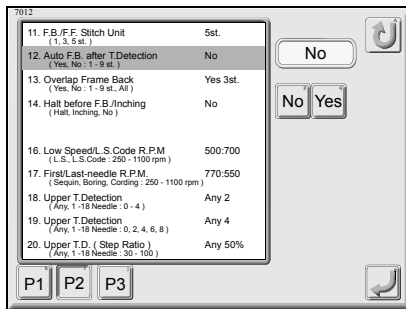 7012
11. F.B./F.F. Stitch Unit 5st.
( 1, 3, 5 st. )
12. Auto F.B. after T.Detection No
( Yes, No : 1 - 9 st. )
13. Overlap Frame Back Yes 3st.
( Yes, No : 1 - 9 st., All )
14. Halt before F.B./Inching No
( Halt, Inching, No )
16. Low Speed/L.S.Code R.P.M 500:700
( L.S., L.S.Code : 250 - 1100 rpm )
17. First/Last-needle R.P.M. 770:550
( Sequin, Boring, Cording : 250 - 1100 rpm )
18. Upper T.Detection Any 2
( Any, 1 -18 Needle : 0 - 4 )
19. Upper T.Detection Any 4
( Any, 1 -18 Needle : 0, 2, 4, 6, 8 )
20. Upper T.D. ( Step Ratio ) Any 50%
( Any, 1 -18 Needle : 30 - 100 )
No
No Yes
P1 P2 P3